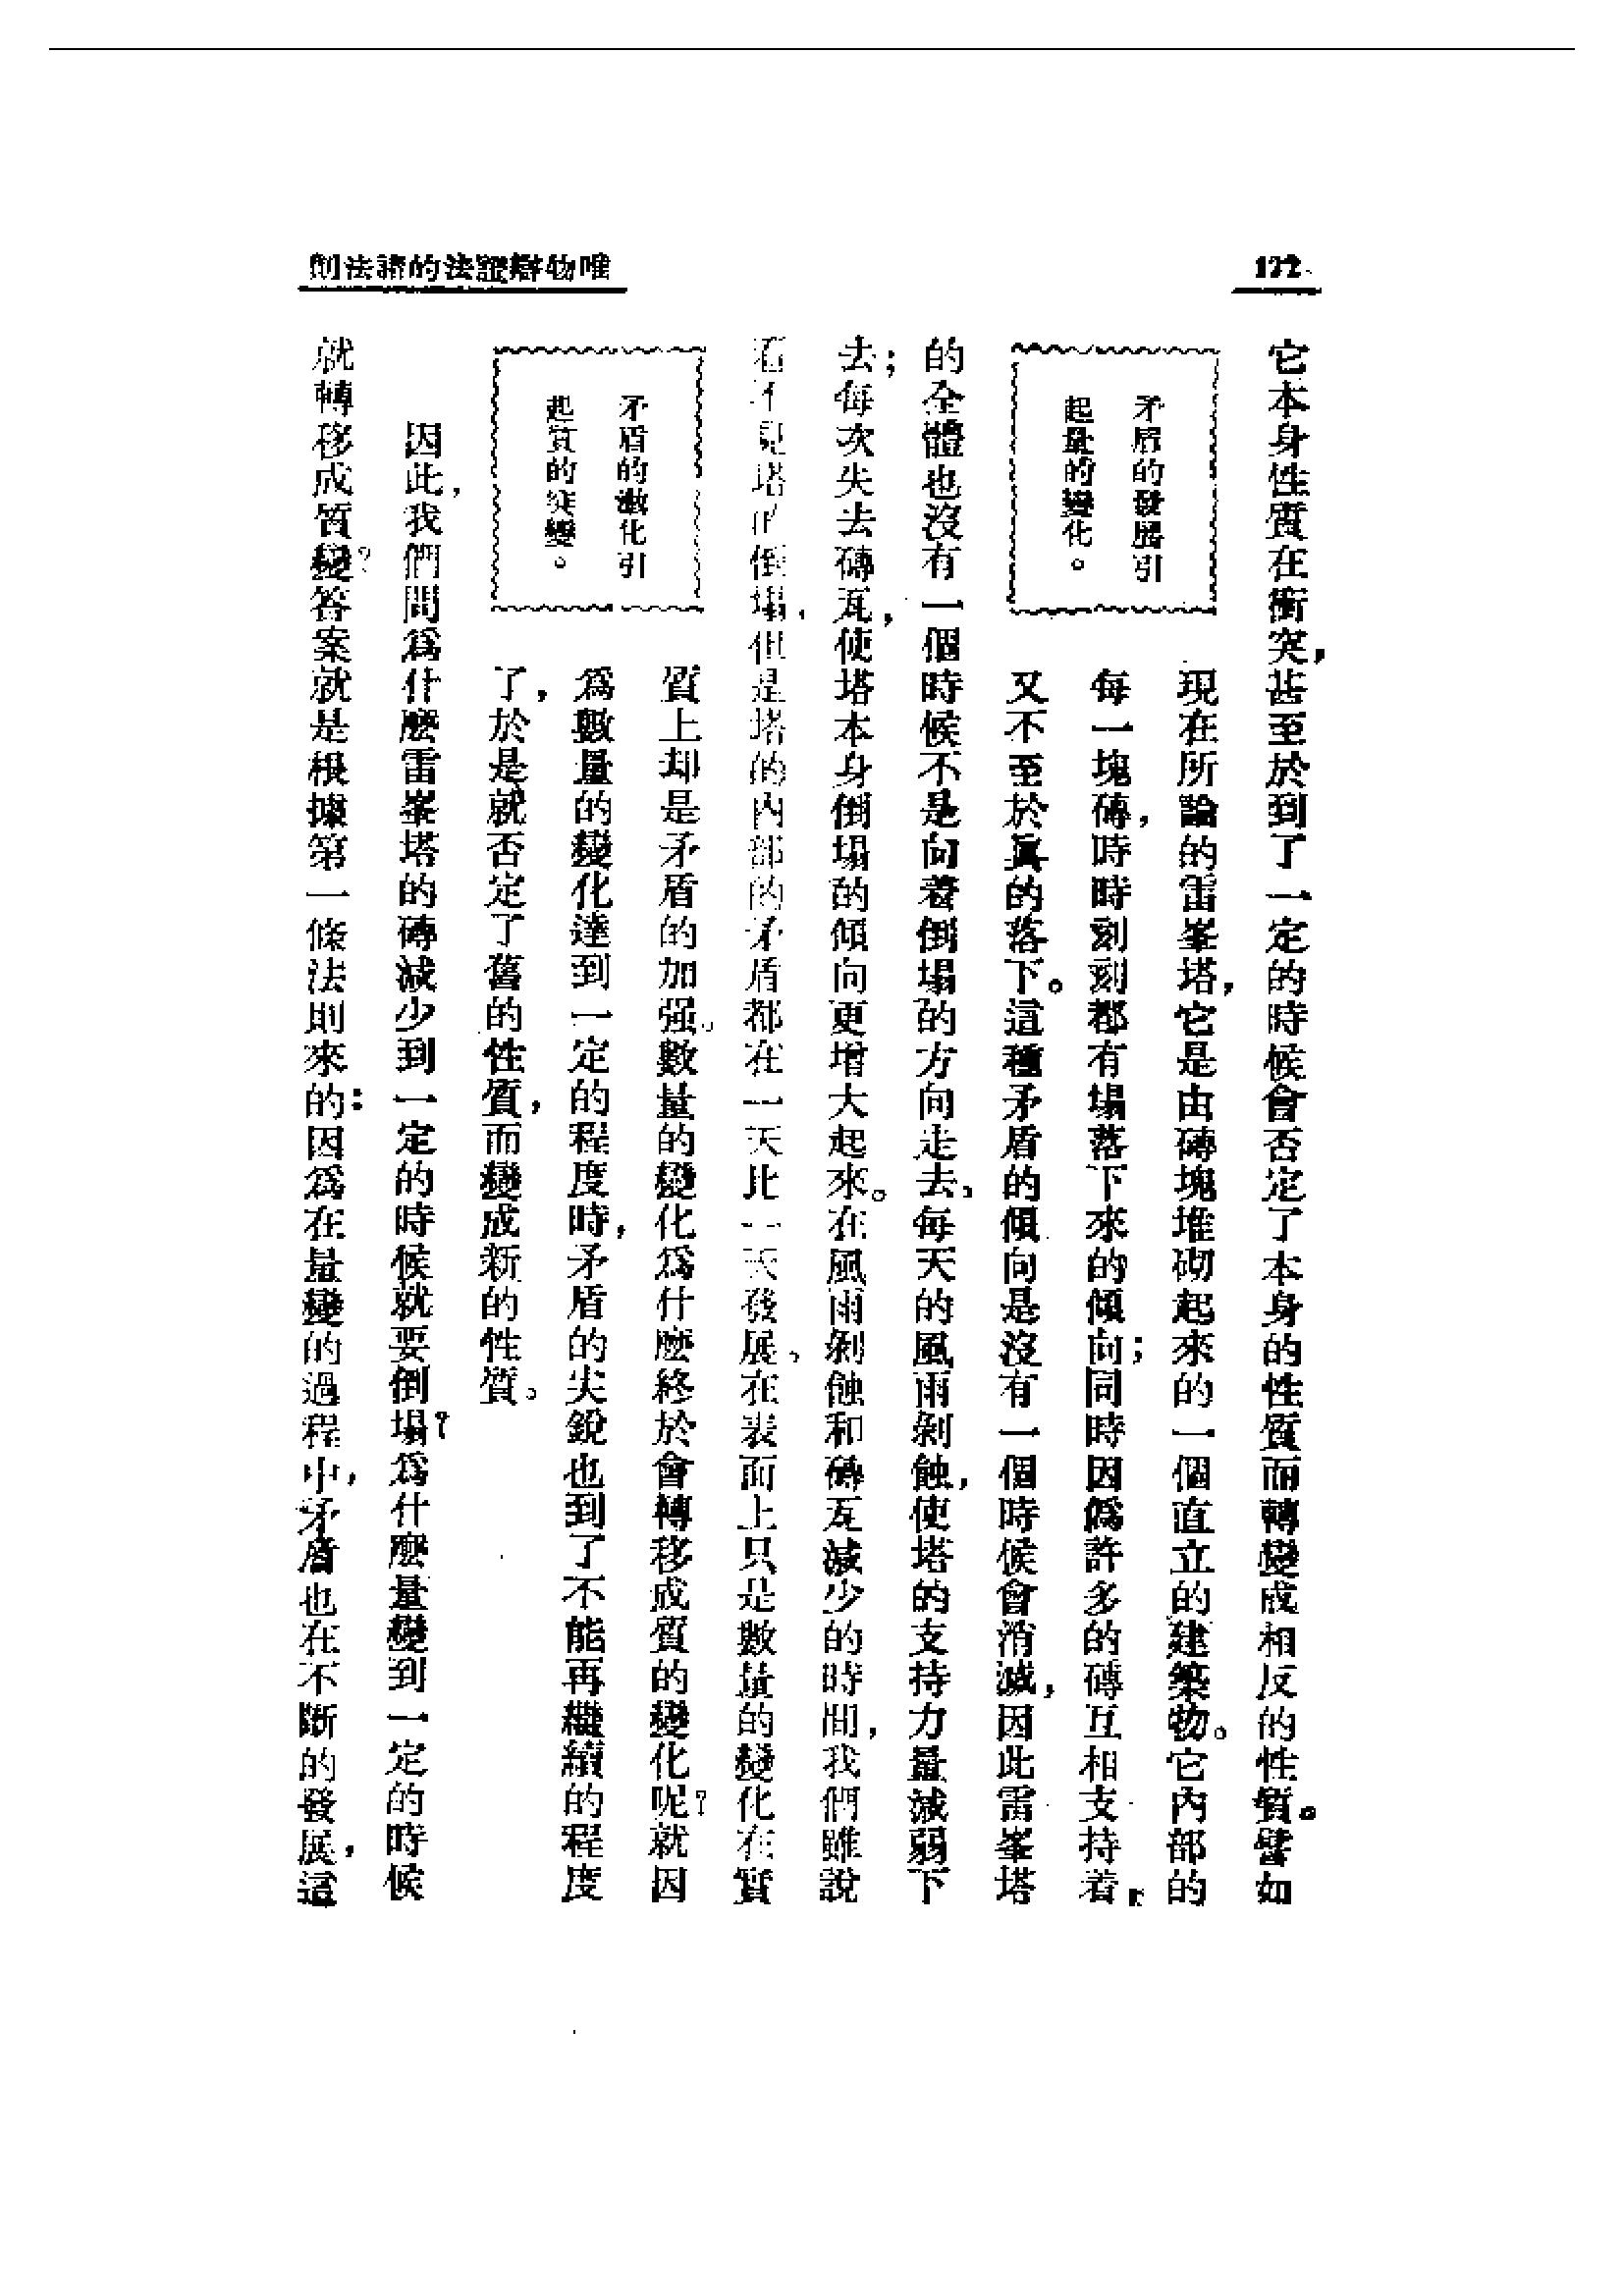 122
唯物辯證法的諸法則
它本身性質在衝突，甚至於到了一定的時候會否定了本身的性質而轉變成相反的性質。譬如
矛盾的發展引
起量的變化。
現在所論的雷峯塔，它是由磚塊堆砌起來的一個直立的建築物。它內部的
每一塊磚，時時刻刻都有塌落下來的傾向；同時因爲許多的磚互相支持着，
又不至於眞的落下。這種矛盾的傾向是沒有一個時候會消滅，因此雷峯塔
的全體也沒有一個時候不是向着倒塲的方向走去，每天的風雨剝蝕，使塔的支持力量減弱下
去；每次失去磚瓦，使塔本身倒塲的傾向更增大起來。在風雨剝蝕和磚瓦減少的時間，我們雖說
看不見塔的倒塲，但是塔的內部的矛盾都在一天比一天發展。在表面上只是數量的變化在實
矛盾的激化引
起質的突變。
質上却是矛盾的加强。數量的變化爲什麼終於會轉移成質的變化呢？就因
爲數量的變化達到一定的程度時，矛盾的尖銳也到了不能再繼續的程度
了，於是就否定了舊的性質，而變成新的性質。
因此，我們問爲什麼雷峯塔的磚減少到一定的時候就要倒塲？爲什麼量變到一定的時候
就轉移成質變？答案就是根據第一條法則來的：因爲在量變的過程中，矛盾也在不斷的發展，這